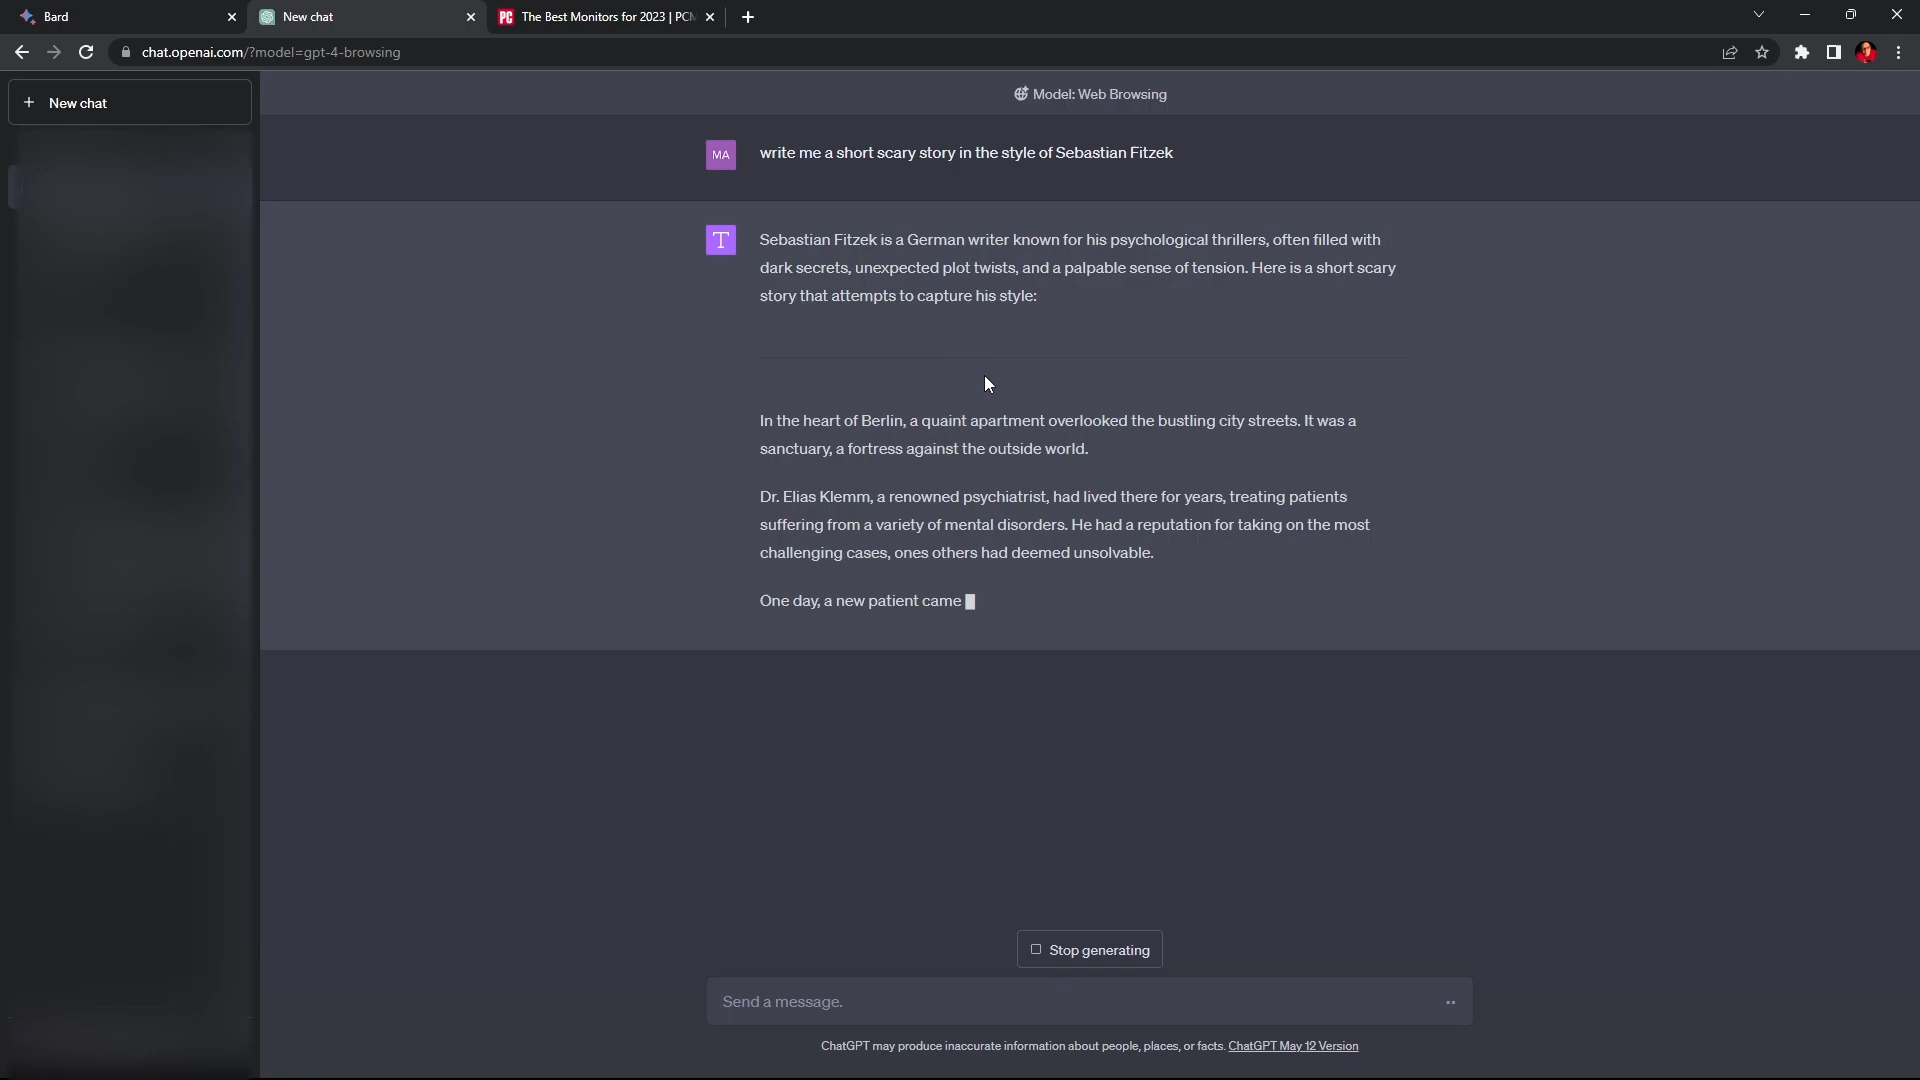 Bard
New chat
PC The Best Monitors for 2023 | PCM
chat.openai.com/?model=gpt-4-browsing
New chat
Model: Web Browsing
MA write me a short scary story in the style of Sebastian Fitzek
T Sebastian Fitzek is a German writer known for his psychological thrillers, often filled with
dark secrets, unexpected plot twists, and a palpable sense of tension. Here is a short scary
story that attempts to capture his style:
In the heart of Berlin, a quaint apartment overlooked the bustling city streets. It was a
sanctuary, a fortress against the outside world.
Dr. Elias Klemm, a renowned psychiatrist, had lived there for years, treating patients
suffering from a variety of mental disorders. He had a reputation for taking on the most
challenging cases, ones others had deemed unsolvable.
One day, a new patient came
Stop generating
Send a message.
ChatGPT may produce inaccurate information about people, places, or facts. ChatGPT May 12 Version